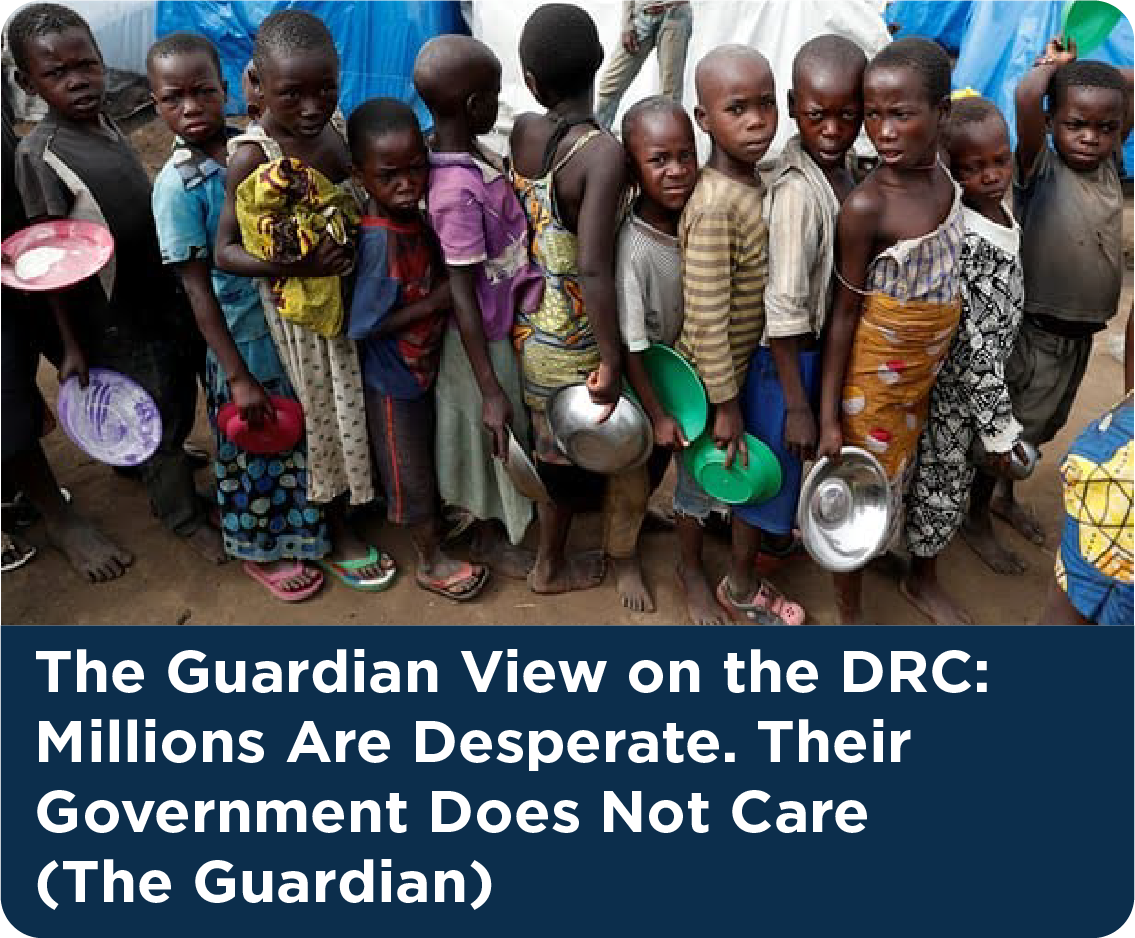 The Guardian View on the DRC:
Millions Are Desperate. Their
Government Does Not Care
(The Guardian)